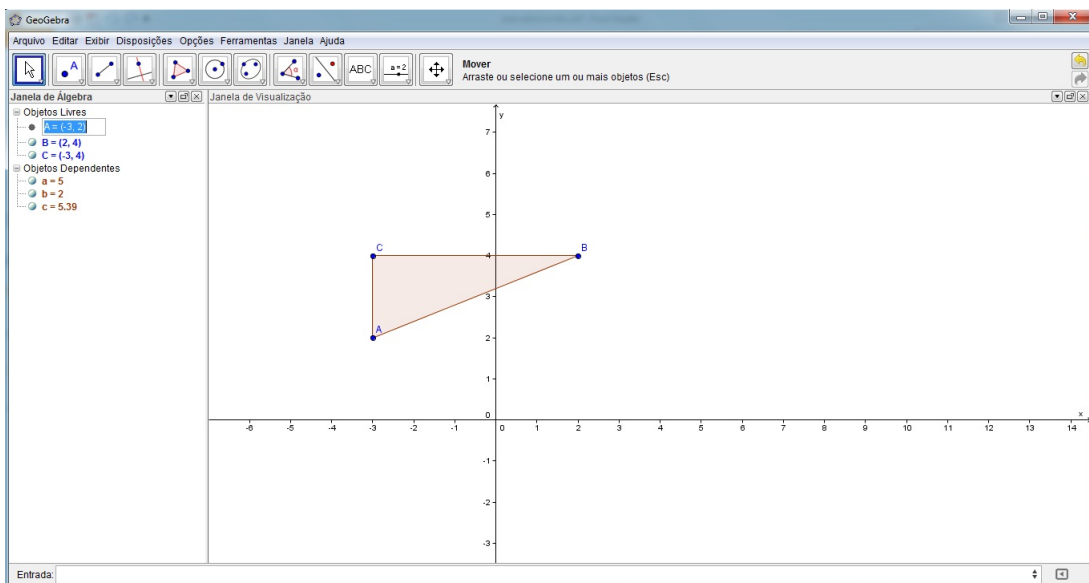 GeoGebra
Arquivo Editar Exibir Disposições Opções Ferramentas Janela Ajuda
A ABC a=2 Mover
Arraste ou selecione um ou mais objetos (Esc)
Janela de Álgebra Janela de Visualização
Objetos Livres
A = (-3, 2)
B = (2, 4)
C = (-3, 4)
Objetos Dependentes
a = 5
b = 2
c = 5.39
y
7
6
5
C B
4
3
A
2
1
0 x
-6 -5 -4 -3 -2 -1 0 1 2 3 4 5 6 7 8 9 10 11 12 13 14
-1
-2
-3
Entrada: